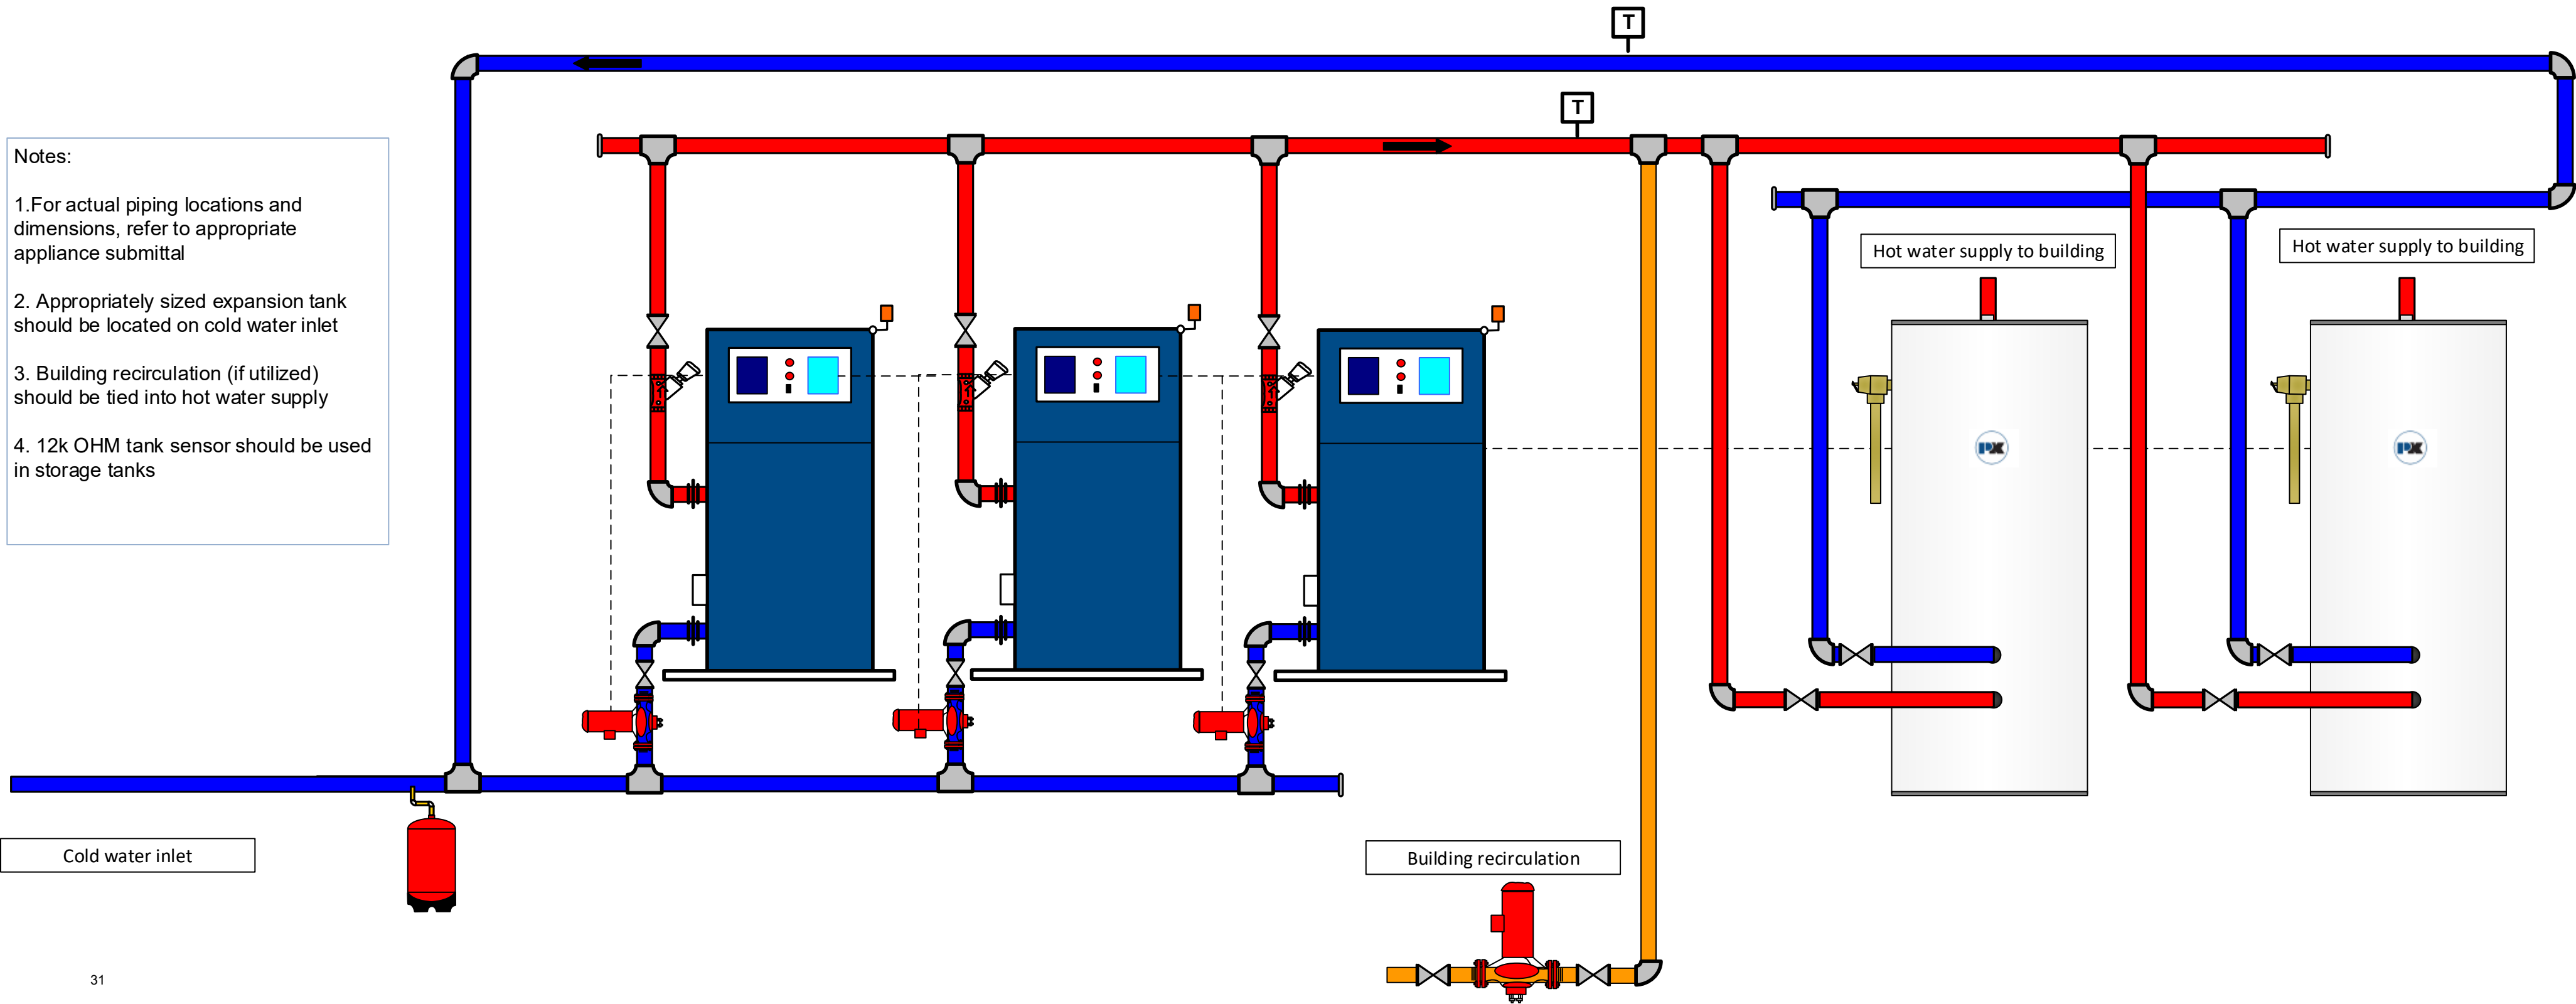 T
T
Notes:
1.For actual piping locations and
dimensions, refer to appropriate
appliance submittal
2. Appropriately sized expansion tank
should be located on cold water inlet
3. Building recirculation (if utilized)
should be tied into hot water supply
4. 12k OHM tank sensor should be used
in storage tanks
Hot water supply to building
Hot water supply to building
PX
PX
Cold water inlet
Building recirculation
31